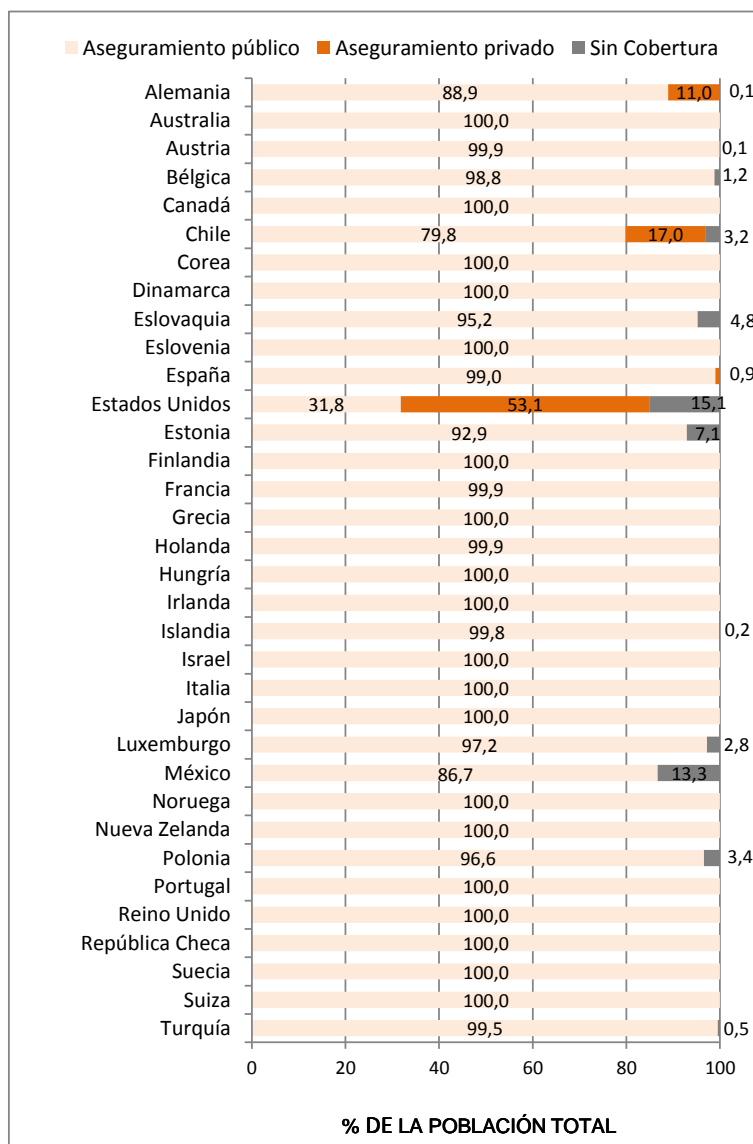 Aseguramiento público Aseguramiento privado Sin Cobertura
Alemania 88,9 11,0 0,1
Australia 100,0
Austria 99,9 0,1
Bélgica 98,8 1,2
Canadá 100,0
Chile 79,8 17,0 3,2
Corea 100,0
Dinamarca 100,0
Eslovaquia 95,2 4,8
Eslovenia 100,0
España 99,0 0,9
Estados Unidos 31,8 53,1 15,1
Estonia 92,9 7,1
Finlandia 100,0
Francia 99,9
Grecia 100,0
Holanda 99,9
Hungría 100,0
Irlanda 100,0
Islandia 99,8 0,2
Israel 100,0
Italia 100,0
Japón 100,0
Luxemburgo 97,2 2,8
México 86,7 13,3
Noruega 100,0
Nueva Zelanda 100,0
Polonia 96,6 3,4
Portugal 100,0
Reino Unido 100,0
República Checa 100,0
Suecia 100,0
Suiza 100,0
Turquía 99,5 0,5
0 20 40 60 80 100
% DE LA POBLACIÓN TOTAL